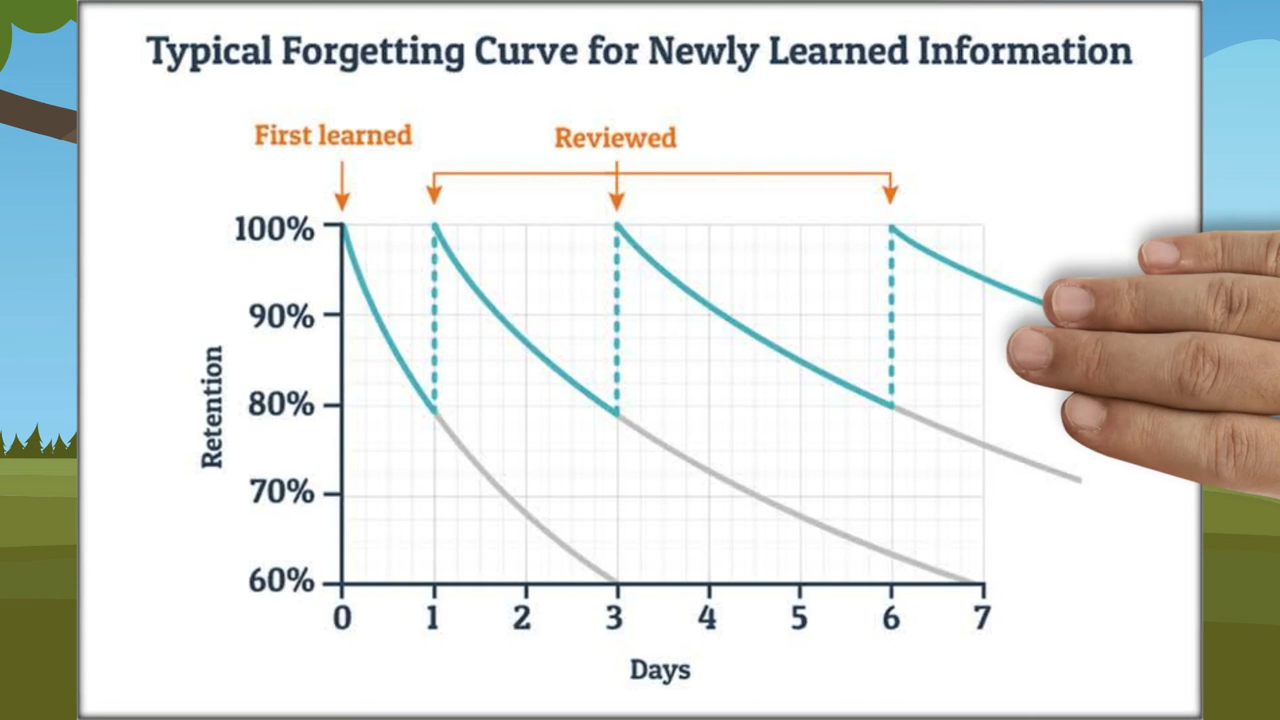 Typical Forgetting Curve for Newly Learned Information
First learned
Reviewed
100%
90%
80%
70%
60%
Retention
0 1 2 3 4 5 6 7
Days